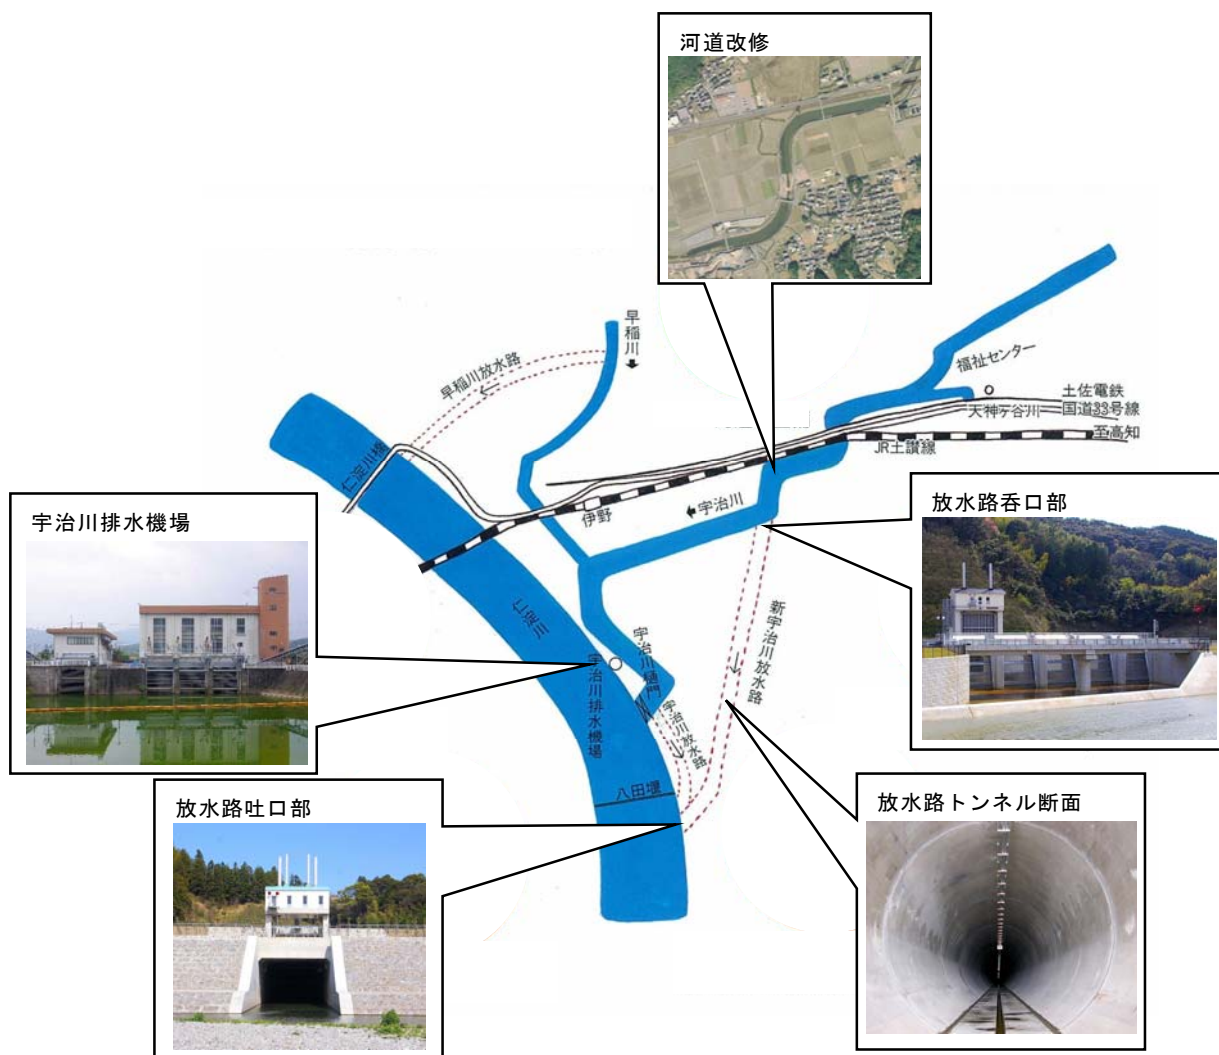 河道改修
早稲川
早稲川放水路
福祉センター
土佐電鉄
天神ヶ谷川
国道33号線
至高知
JR土讃線
仁淀川橋
伊野
宇治川
放水路呑口部
宇治川排水機場
仁淀川
宇治川樋門
宇治川排水機場
宇治川放水路
新宇治川放水路
八田堰
放水路吐口部
放水路トンネル断面